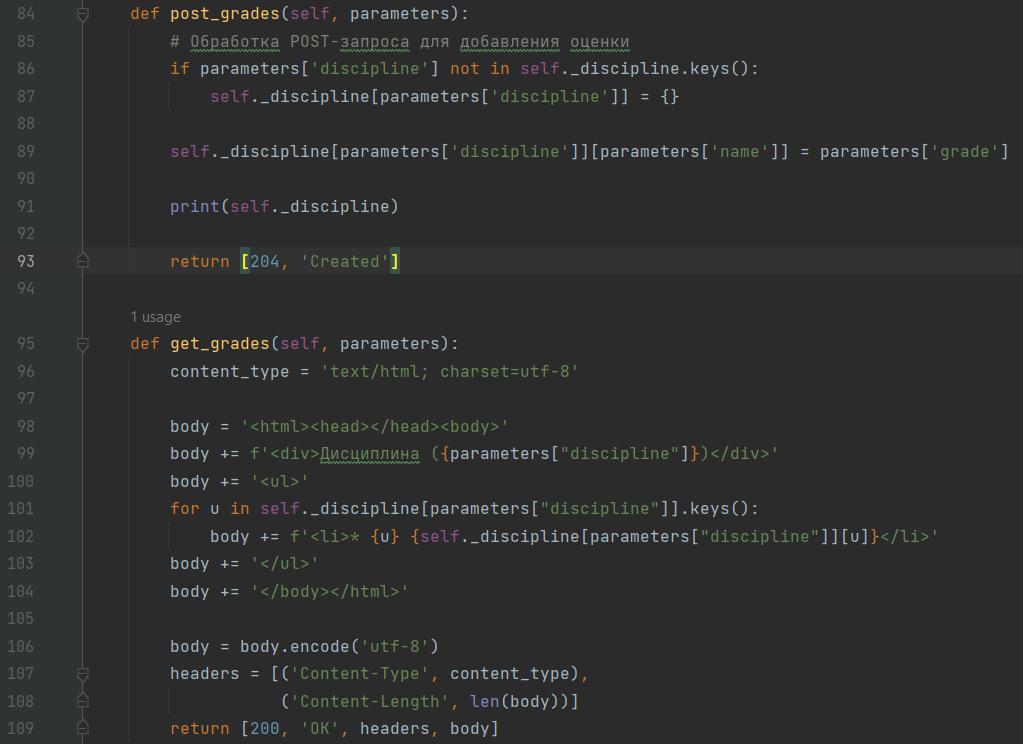 84 def post_grades(self, parameters):
85 # Обработка POST-запроса для добавления оценки
86 if parameters['discipline'] not in self._discipline.keys():
87 self._discipline[parameters['discipline']] = {}
88
89 self._discipline[parameters['discipline']][parameters['name']] = parameters['grade']
90
91 print(self._discipline)
92
93 return [204, 'Created']
94
1 usage
95 def get_grades(self, parameters):
96 content_type = 'text/html; charset=utf-8'
97
98 body = '<html><head></head><body>'
99 body += f'<div>Дисциплина ({parameters["discipline"]})</div>'
100 body += '<ul>'
101 for u in self._discipline[parameters["discipline"]].keys():
102 body += f'<li>* {u} {self._discipline[parameters["discipline"]][u]}</li>'
103 body += '</ul>'
104 body += '</body></html>'
105
106 body = body.encode('utf-8')
107 headers = [('Content-Type', content_type),
108 ('Content-Length', len(body))]
109 return [200, 'OK', headers, body]